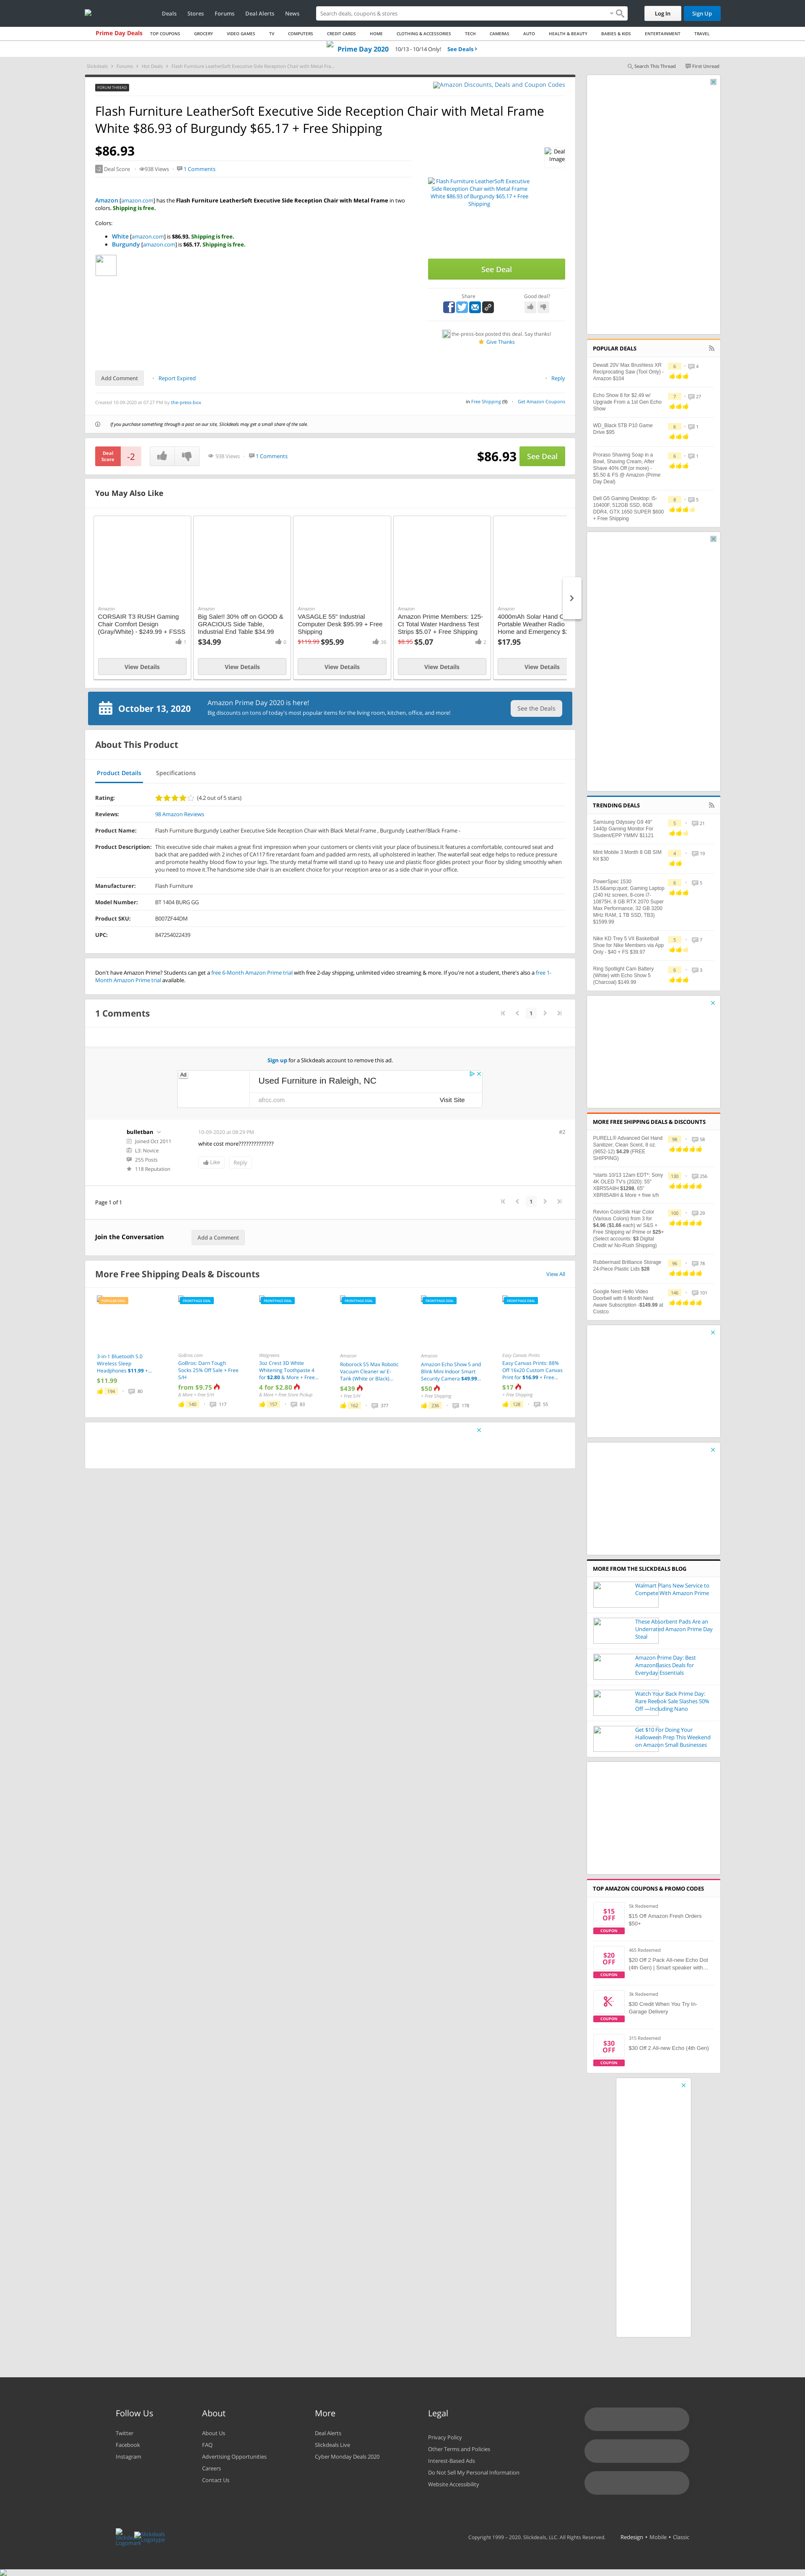 Deals Stores Forums Deal Alerts News
Search deals, coupons & stores
Log In
Sign Up
Prime Day Deals TOP COUPONS GROCERY VIDEO GAMES TV COMPUTERS CREDIT CARDS HOME CLOTHING & ACCESSORIES TECH CAMERAS AUTO HEALTH & BEAUTY BABIES & KIDS ENTERTAINMENT TRAVEL
Prime Day 2020 10/13 - 10/14 Only! See Deals
Slickdeals Forums Hot Deals Flash Furniture LeatherSoft Executive Side Reception Chair with Metal Fra...
Search This Thread First Unread
FORUM THREAD
Amazon Discounts, Deals and Coupon Codes
Flash Furniture LeatherSoft Executive Side Reception Chair with Metal Frame
White $86.93 of Burgundy $65.17 + Free Shipping
$86.93
-2 Deal Score 938 Views 1 Comments
Deal
Image
Amazon [amazon.com] has the Flash Furniture LeatherSoft Executive Side Reception Chair with Metal Frame in two
colors. Shipping is free.
Colors:
White [amazon.com] is $86.93. Shipping is free.
Burgundy [amazon.com] is $65.17. Shipping is free.
Flash Furniture LeatherSoft Executive
Side Reception Chair with Metal Frame
White $86.93 of Burgundy $65.17 + Free
Shipping
See Deal
Share
Good deal?
the-press-box posted this deal. Say thanks!
Give Thanks
Add Comment
Report Expired
Reply
Created 10-09-2020 at 07:27 PM by the-press-box
in Free Shipping (9) Get Amazon Coupons
If you purchase something through a post on our site, Slickdeals may get a small share of the sale.
Deal
Score
-2
938 Views 1 Comments
$86.93
See Deal
You May Also Like
Amazon
CORSAIR T3 RUSH Gaming
Chair Comfort Design
(Gray/White) - $249.99 + FSSS
1
View Details
Amazon
Big Sale!! 30% off on GOOD &
GRACIOUS Side Table,
Industrial End Table $34.99
$34.99
0
View Details
Amazon
VASAGLE 55" Industrial
Computer Desk $95.99 + Free
Shipping
$119.99 $95.99
36
View Details
Amazon
Amazon Prime Members: 125-
Ct Total Water Hardness Test
Strips $5.07 + Free Shipping
$8.95 $5.07
2
View Details
Amazon
4000mAh Solar Hand C
Portable Weather Radio
Home and Emergency $
$17.95
View Details
October 13, 2020
Amazon Prime Day 2020 is here!
Big discounts on tons of today's most popular items for the living room, kitchen, office, and more!
See the Deals
About This Product
Product Details Specifications
Rating: (4.2 out of 5 stars)
Reviews: 98 Amazon Reviews
Product Name: Flash Furniture Burgundy Leather Executive Side Reception Chair with Black Metal Frame , Burgundy Leather/Black Frame -
Product Description: This executive side chair makes a great first impression when your customers or clients visit your place of business.It features a comfortable, contoured seat and
back that are padded with 2 inches of CA117 fire retardant foam and padded arm rests, all upholstered in leather. The waterfall seat edge helps to reduce pressure
and enable healthy blood flow to your legs. The sturdy metal frame will stand up to heavy use and plastic floor glides protect your floor by sliding smoothly when
you need to move it.The handsome side chair is an excellent choice for your reception area or as a side chair in your office.
Manufacturer: Flash Furniture
Model Number: BT 1404 BURG GG
Product SKU: B007ZF44DM
UPC: 847254022439
Don't have Amazon Prime? Students can get a free 6-Month Amazon Prime trial with free 2-day shipping, unlimited video streaming & more. If you're not a student, there's also a free 1-
Month Amazon Prime trial available.
1 Comments
1
Sign up for a Slickdeals account to remove this ad.
Ad
Used Furniture in Raleigh, NC
afrcc.com
Visit Site
bulletban
Joined Oct 2011
L3: Novice
255 Posts
118 Reputation
10-09-2020 at 08:29 PM
#2
white cost more??????????????
Like
Reply
Page 1 of 1
1
Join the Conversation
Add a Comment
More Free Shipping Deals & Discounts
View All
3-in-1 Bluetooth 5.0
Wireless Sleep
Headphones $11.99 +...
$11.99
194 80
FRONTPAGE DEAL
GoBros.com
GoBros: Darn Tough
Socks 25% Off Sale + Free
S/H
from $9.75
& More + Free S/H
140 117
FRONTPAGE DEAL
Walgreens
3oz Crest 3D White
Whitening Toothpaste 4
for $2.80 & More + Free...
4 for $2.80
& More + Free Store Pickup
157 83
FRONTPAGE DEAL
Amazon
Roborock S5 Max Robotic
Vacuum Cleaner w/ E-
Tank (White or Black)...
$439
+ Free S/H
162 377
FRONTPAGE DEAL
Amazon
Amazon Echo Show 5 and
Blink Mini Indoor Smart
Security Camera $49.99...
$50
+ Free Shipping
236 178
FRONTPAGE DEAL
Easy Canvas Prints
Easy Canvas Prints: 88%
Off 16x20 Custom Canvas
Print for $16.99 + Free...
$17
+ Free Shipping
128 55
POPULAR DEALS
Dewalt 20V Max Brushless XR
Reciprocating Saw (Tool Only) -
Amazon $104
6 4
Echo Show 8 for $2.49 w/
Upgrade From a 1st Gen Echo
Show
7 27
WD_Black 5TB P10 Game
Drive $95
6 1
Proraso Shaving Soap in a
Bowl, Shaving Cream, After
Shave 40% Off (or more) -
$5.50 & FS @ Amazon (Prime
Day Deal)
6 1
Dell G5 Gaming Desktop: i5-
10400F, 512GB SSD, 8GB
DDR4, GTX 1650 SUPER $600
+ Free Shipping
8 5
TRENDING DEALS
Samsung Odyssey G9 49"
1440p Gaming Monitor For
Student/EPP YMMV $1121
5 21
Mint Mobile 3 Month 8 GB SIM
Kit $30
4 19
PowerSpec 1530
15.6&amp;quot; Gaming Laptop
(240 Hz screen, 6-core i7-
10875H, 8 GB RTX 2070 Super
Max Performance, 32 GB 3200
MHz RAM, 1 TB SSD, TB3)
$1599.99
6 5
Nike KD Trey 5 V8 Basketball
Shoe for Nike Members via App
Only - $40 + FS $39.97
5 7
Ring Spotlight Cam Battery
(White) with Echo Show 5
(Charcoal) $149.99
6 3
MORE FREE SHIPPING DEALS & DISCOUNTS
PURELL® Advanced Gel Hand
Sanitizer, Clean Scent, 8 oz.
(9652-12) $4.29 (FREE
SHIPPING)
98 58
*starts 10/13 12am EDT*: Sony
4K OLED TV's (2020): 55"
XBR55A8H $1298, 65"
XBR65A8H & More + free s/h
130 256
Revlon ColorSilk Hair Color
(Various Colors) from 3 for
$4.96 ($1.66 each) w/ S&S +
Free Shipping w/ Prime or $25+
(Select accounts: $3 Digital
Credit w/ No-Rush Shipping)
100 29
Rubbermaid Brilliance Storage
24-Piece Plastic Lids $28
96 78
Google Nest Hello Video
Doorbell with 6 Month Nest
Aware Subscription -$149.99 at
Costco
146 101
MORE FROM THE SLICKDEALS BLOG
Walmart Plans New Service to
Compete With Amazon Prime
These Absorbent Pads Are an
Underrated Amazon Prime Day
Steal
Amazon Prime Day: Best
AmazonBasics Deals for
Everyday Essentials
Watch Your Back Prime Day:
Rare Reebok Sale Slashes 50%
Off —Including Nano
Get $10 For Doing Your
Halloween Prep This Weekend
on Amazon Small Businesses
TOP AMAZON COUPONS & PROMO CODES
$15
OFF
COUPON
5k Redeemed
$15 Off Amazon Fresh Orders
$50+
$20
OFF
COUPON
465 Redeemed
$20 Off 2 Pack All-new Echo Dot
(4th Gen) | Smart speaker with...
COUPON
3k Redeemed
$30 Credit When You Try In-
Garage Delivery
$30
OFF
COUPON
315 Redeemed
$30 Off 2 All-new Echo (4th Gen)
Follow Us
Twitter
Facebook
Instagram
About
About Us
FAQ
Advertising Opportunities
Careers
Contact Us
More
Deal Alerts
Slickdeals Live
Cyber Monday Deals 2020
Legal
Privacy Policy
Other Terms and Policies
Interest-Based Ads
Do Not Sell My Personal Information
Website Accessibility
Copyright 1999 - 2020. Slickdeals, LLC. All Rights Reserved. Redesign • Mobile • Classic